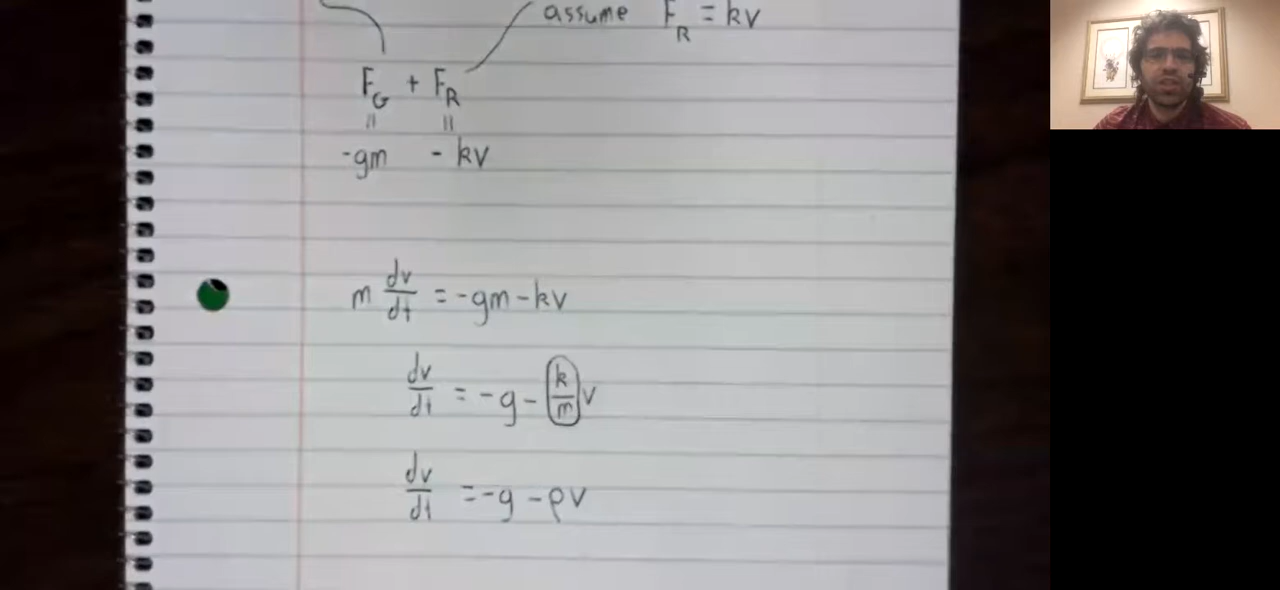 assume F_R = kv
F_G + F_R
॥ ॥
-gm - kv
m dv/dt = -gm - kv
dv/dt = -g - (k/m)v
dv/dt = -g - ρv